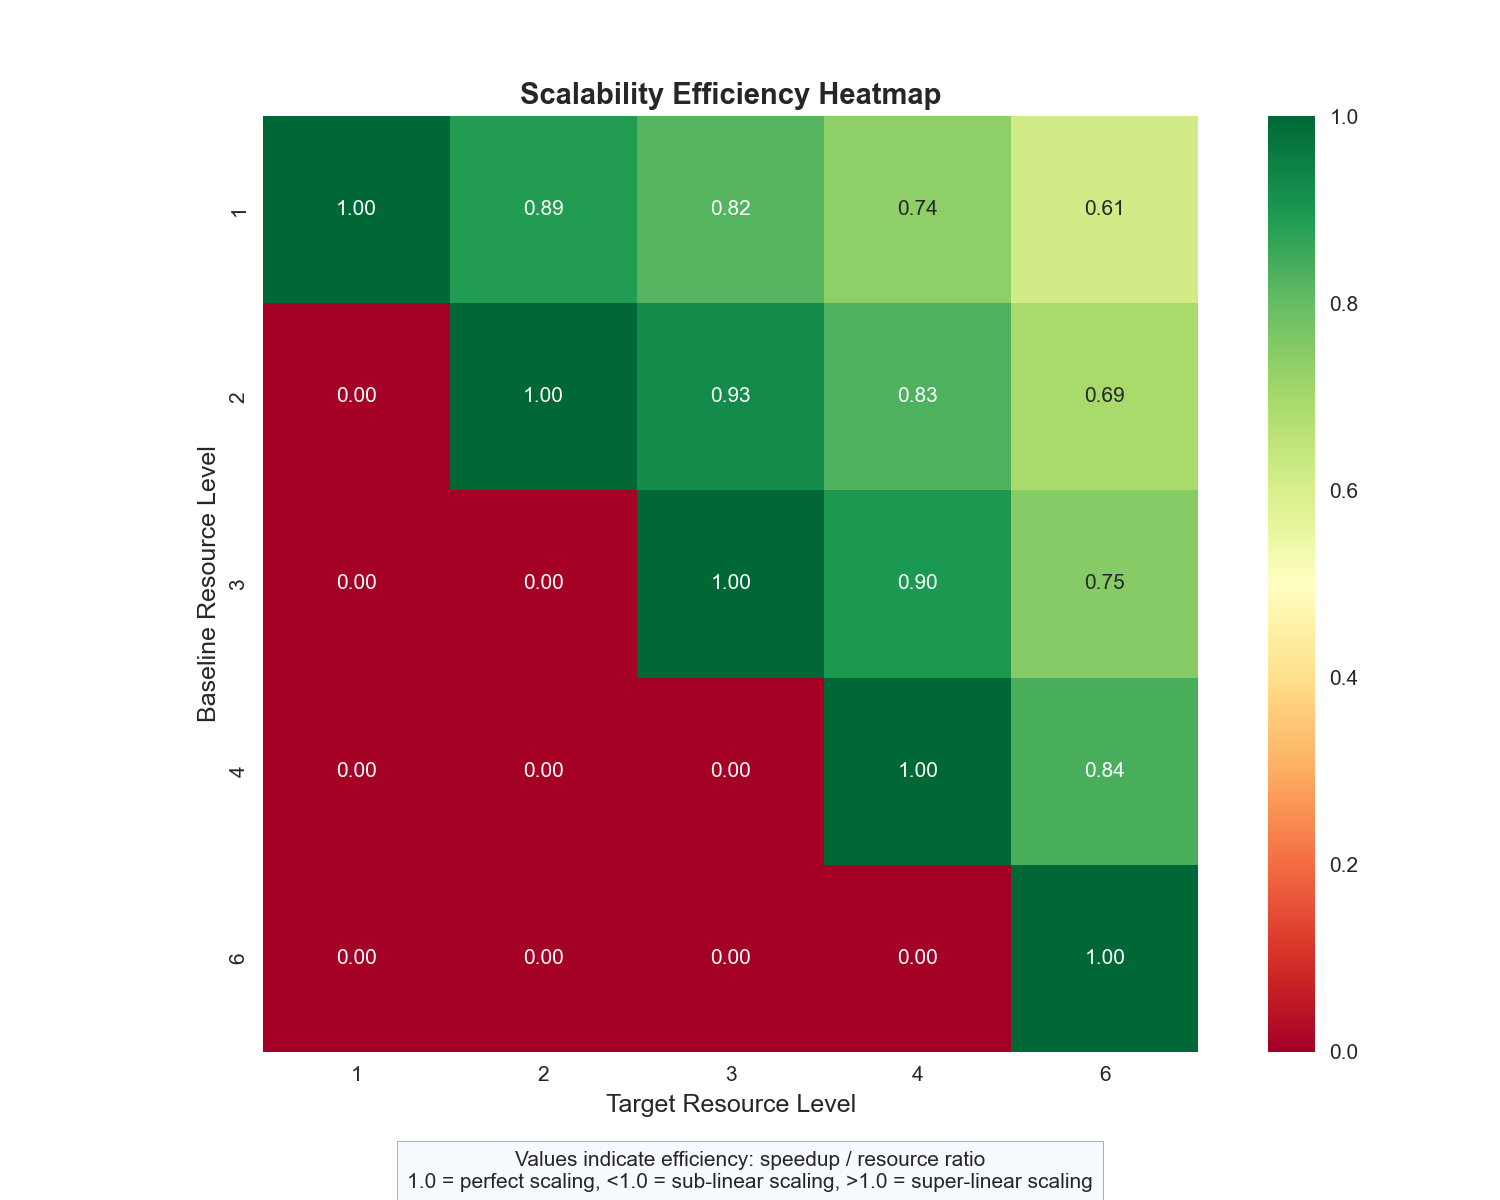 Scalability Efficiency Heatmap
1.0
1 1.00 0.89 0.82 0.74 0.61
0.8
2 0.00 1.00 0.93 0.83 0.69
0.6
Baseline Resource Level
3 0.00 0.00 1.00 0.90 0.75
0.4
4 0.00 0.00 0.00 1.00 0.84
0.2
6 0.00 0.00 0.00 0.00 1.00
0.0
1 2 3 4 6
Target Resource Level
Values indicate efficiency: speedup / resource ratio
1.0 = perfect scaling, <1.0 = sub-linear scaling, >1.0 = super-linear scaling